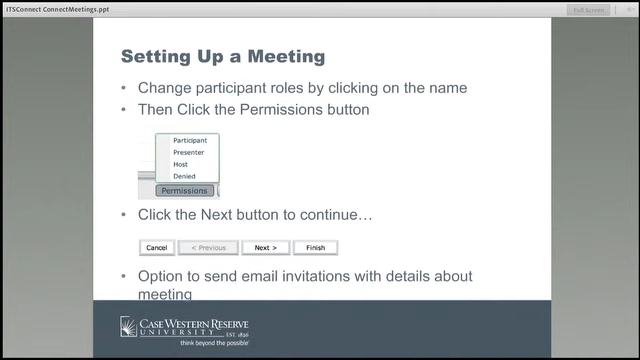 ITSConnect ConnectMeetings.ppt
Full Screen
Setting Up a Meeting
• Change participant roles by clicking on the name
• Then Click the Permissions button
Participant
Presenter
Host
Denied
Permissions
• Click the Next button to continue…
Cancel < Previous Next > Finish
• Option to send email invitations with details about
meeting
CASE WESTERN RESERVE
UNIVERSITY EST. 1826
think beyond the possible®